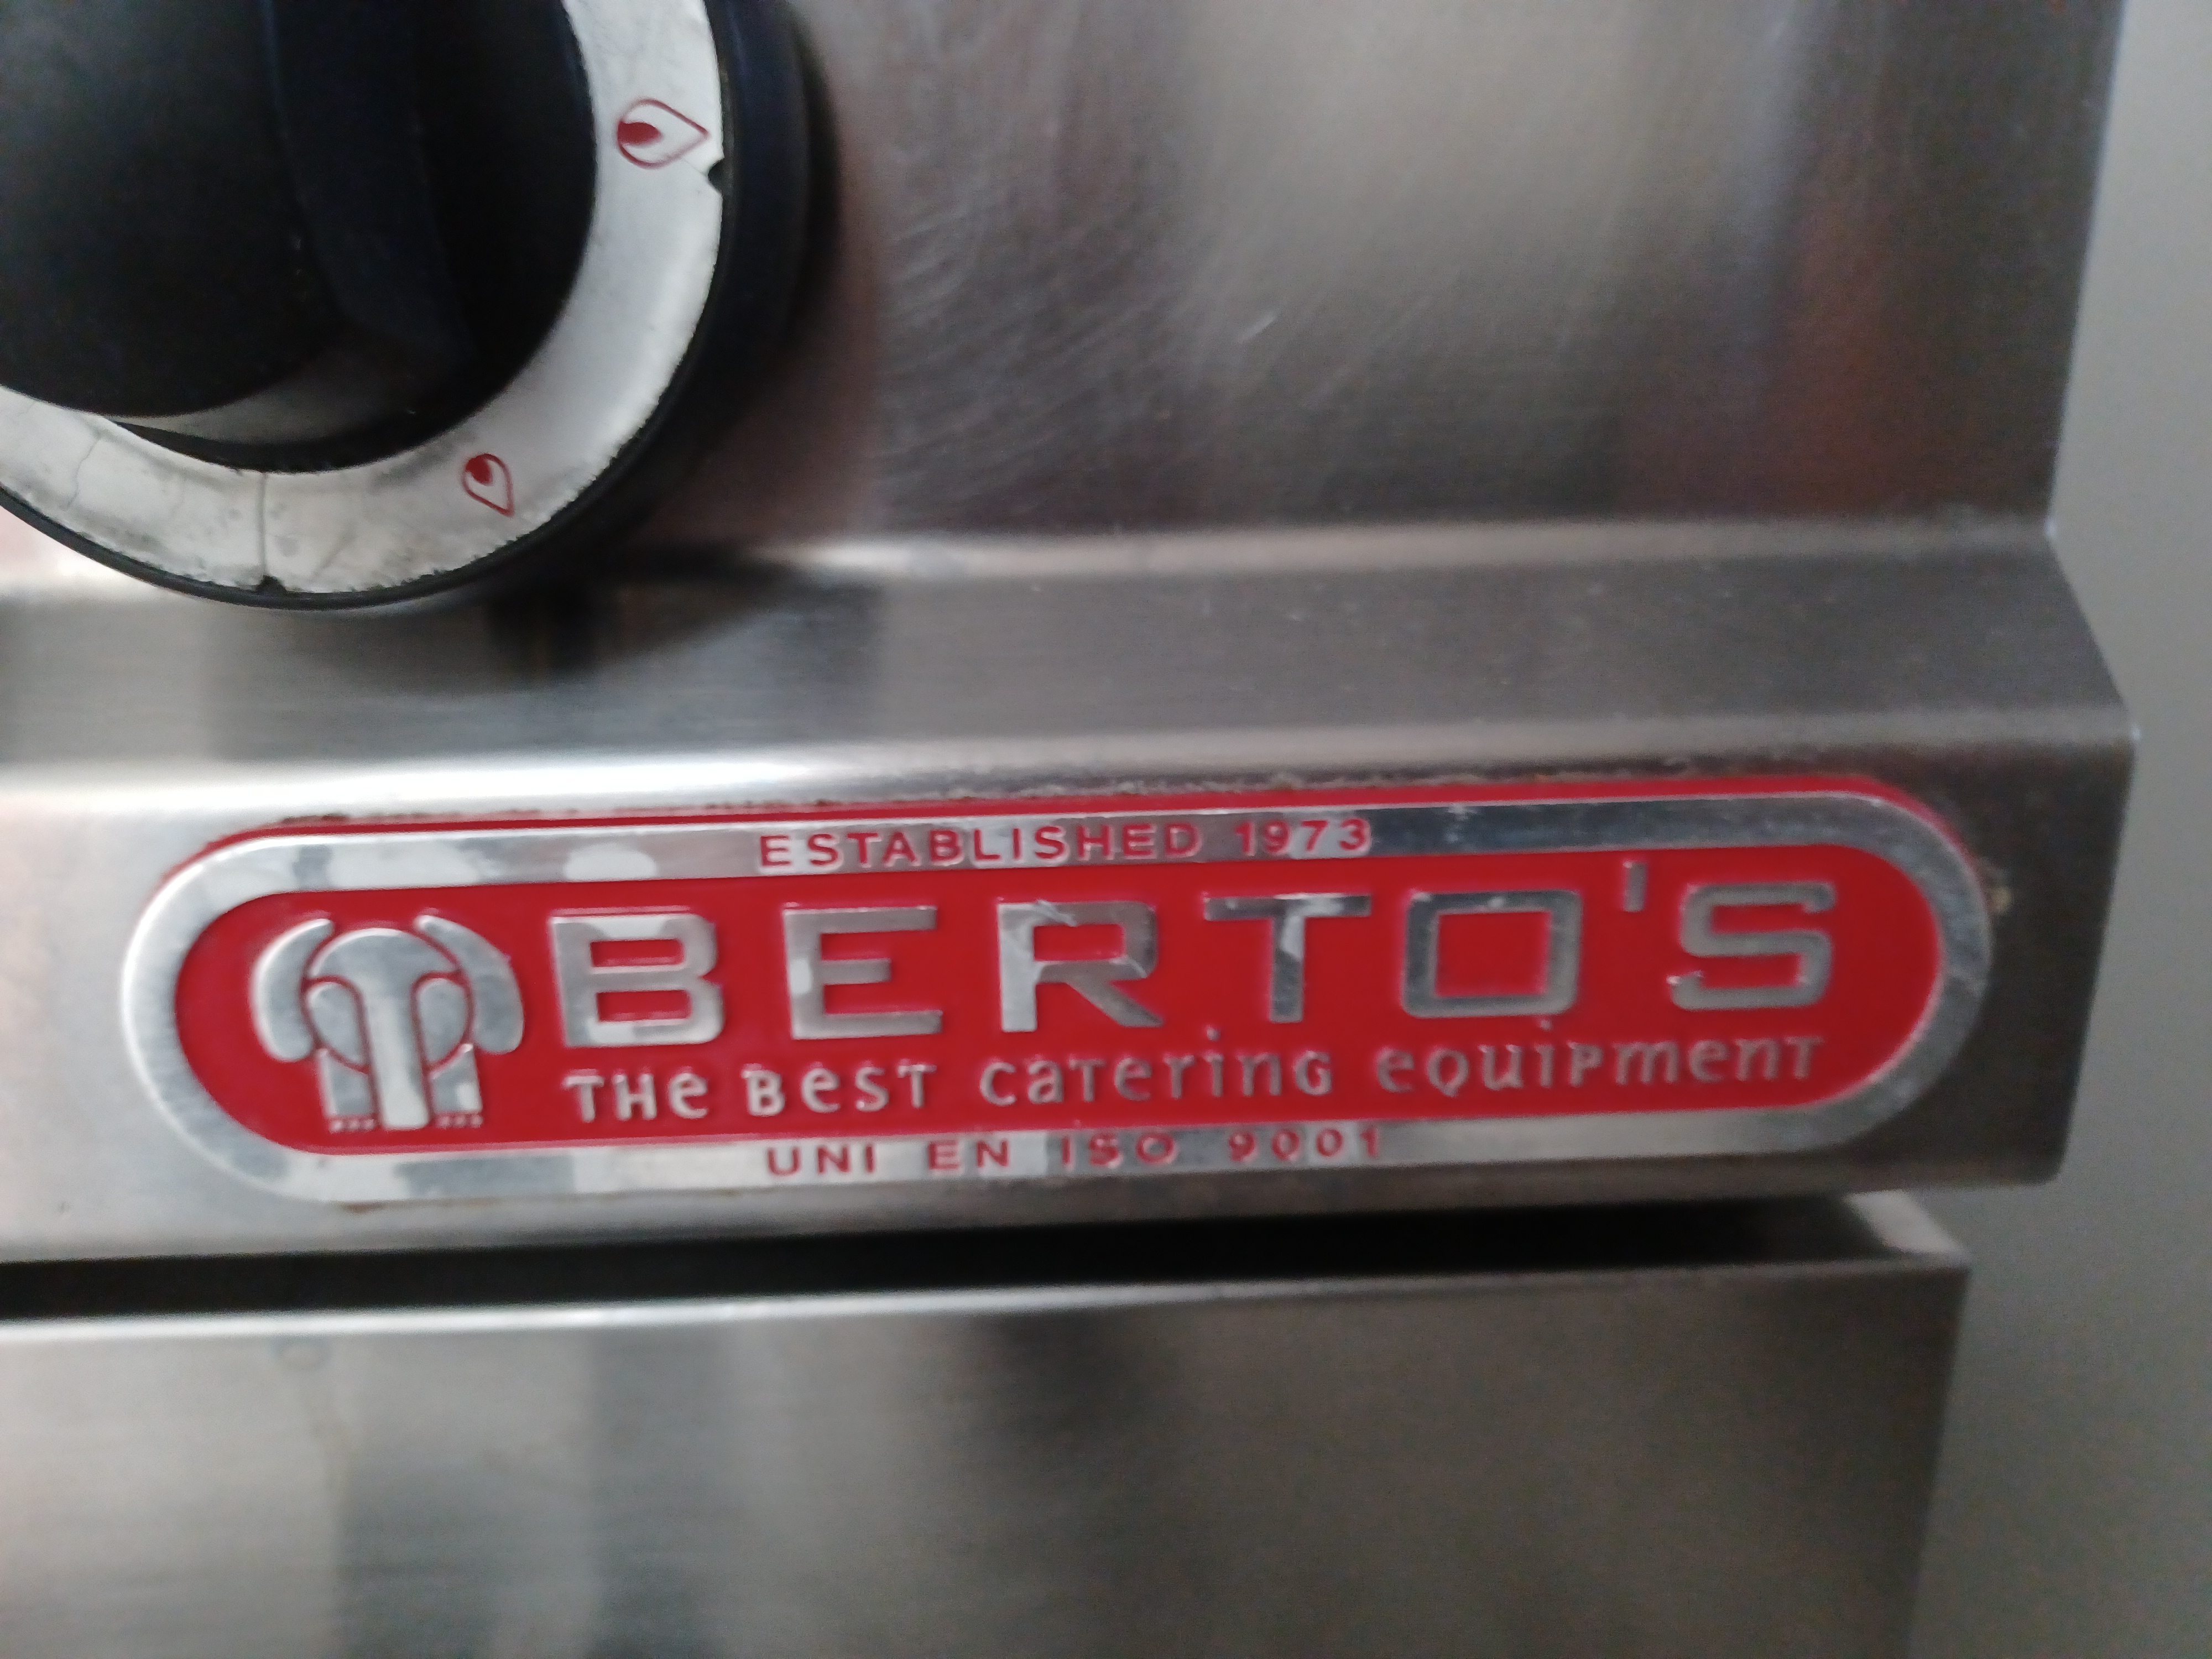 ESTABLISHED 1973
BERTO'S
THE BEST CATERING EQUIPMENT
UNI EN ISO 9001